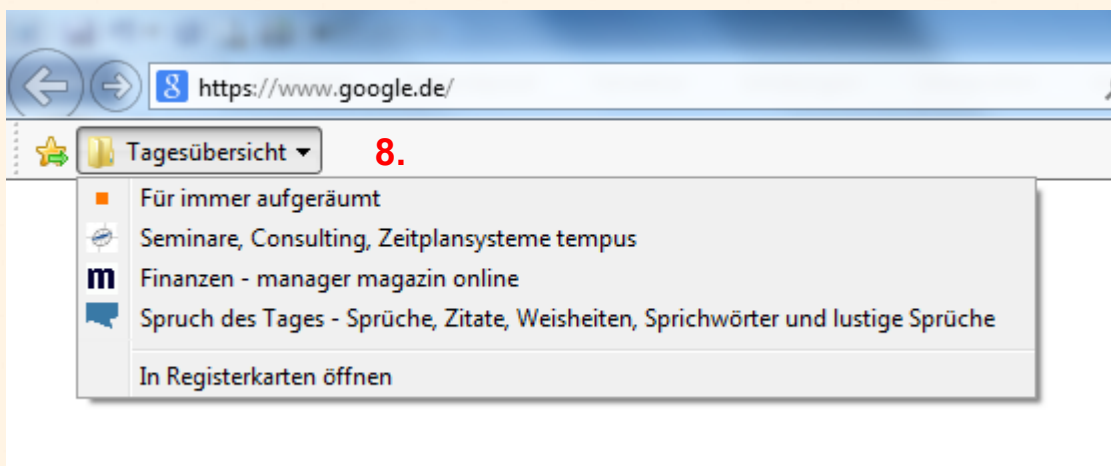 https://www.google.de/
Tagesübersicht 8.
Für immer aufgeräumt
Seminare, Consulting, Zeitplansysteme tempus
m Finanzen - manager magazin online
Spruch des Tages - Sprüche, Zitate, Weisheiten, Sprichwörter und lustige Sprüche
In Registerkarten öffnen